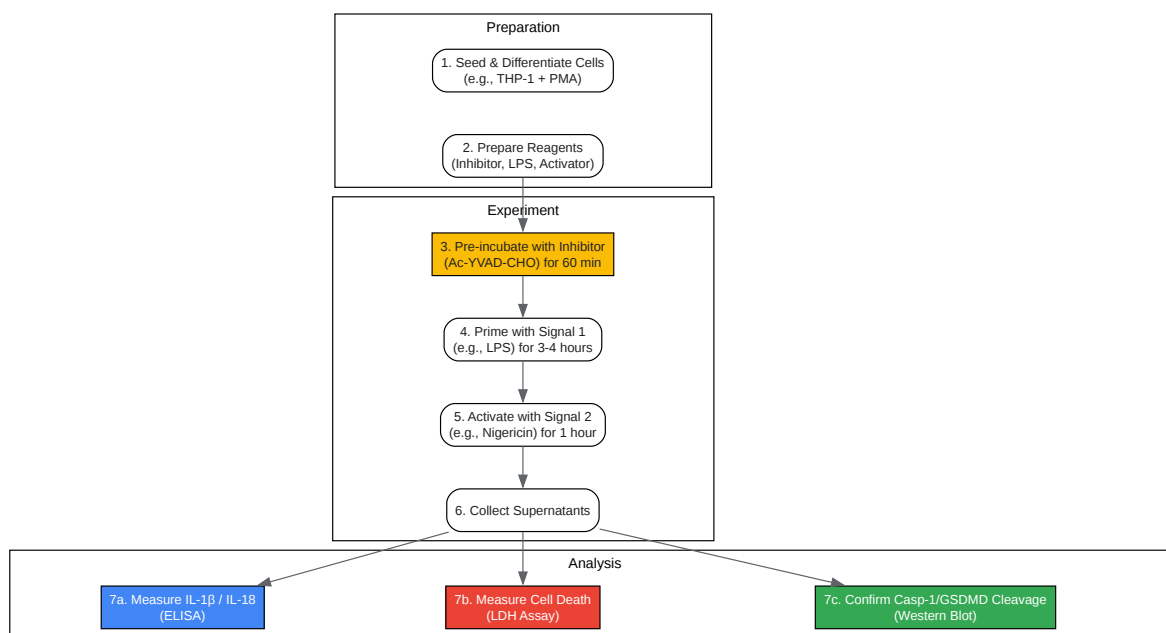 Preparation
1. Seed & Differentiate Cells
(e.g., THP-1 + PMA)
2. Prepare Reagents
(Inhibitor, LPS, Activator)
Experiment
3. Pre-incubate with Inhibitor
(Ac-YVAD-CHO) for 60 min
4. Prime with Signal 1
(e.g., LPS) for 3-4 hours
5. Activate with Signal 2
(e.g., Nigericin) for 1 hour
6. Collect Supernatants
Analysis
7a. Measure IL-1β / IL-18
(ELISA)
7b. Measure Cell Death
(LDH Assay)
7c. Confirm Casp-1/GSDMD Cleavage
(Western Blot)